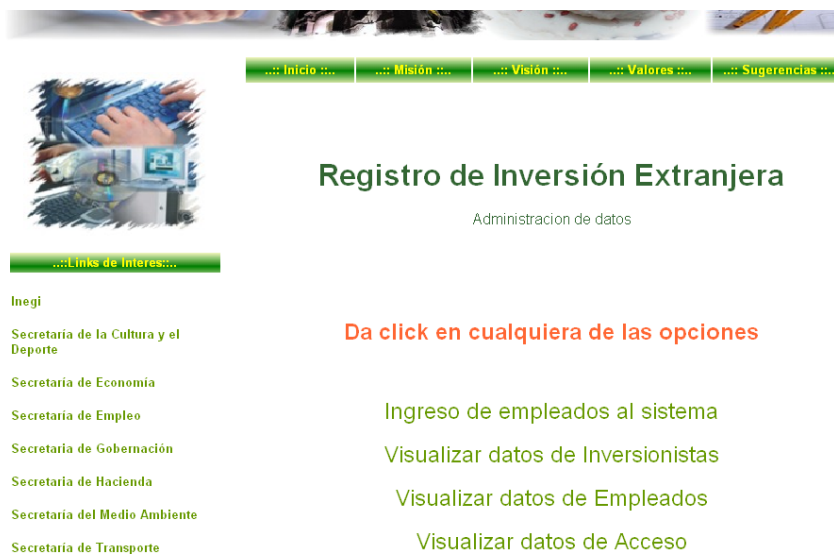 ..:: Inicio ::..
..:: Misión ::..
..:: Visión ::..
..:: Valores ::..
..:: Sugerencias ::..
Registro de Inversión Extranjera
Administracion de datos
..::Links de Interes::..
Inegi
Secretaría de la Cultura y el
Deporte
Secretaría de Economía
Secretaría de Empleo
Secretaria de Gobernación
Secretaria de Hacienda
Secretaría del Medio Ambiente
Secretaría de Transporte
Da click en cualquiera de las opciones
Ingreso de empleados al sistema
Visualizar datos de Inversionistas
Visualizar datos de Empleados
Visualizar datos de Acceso